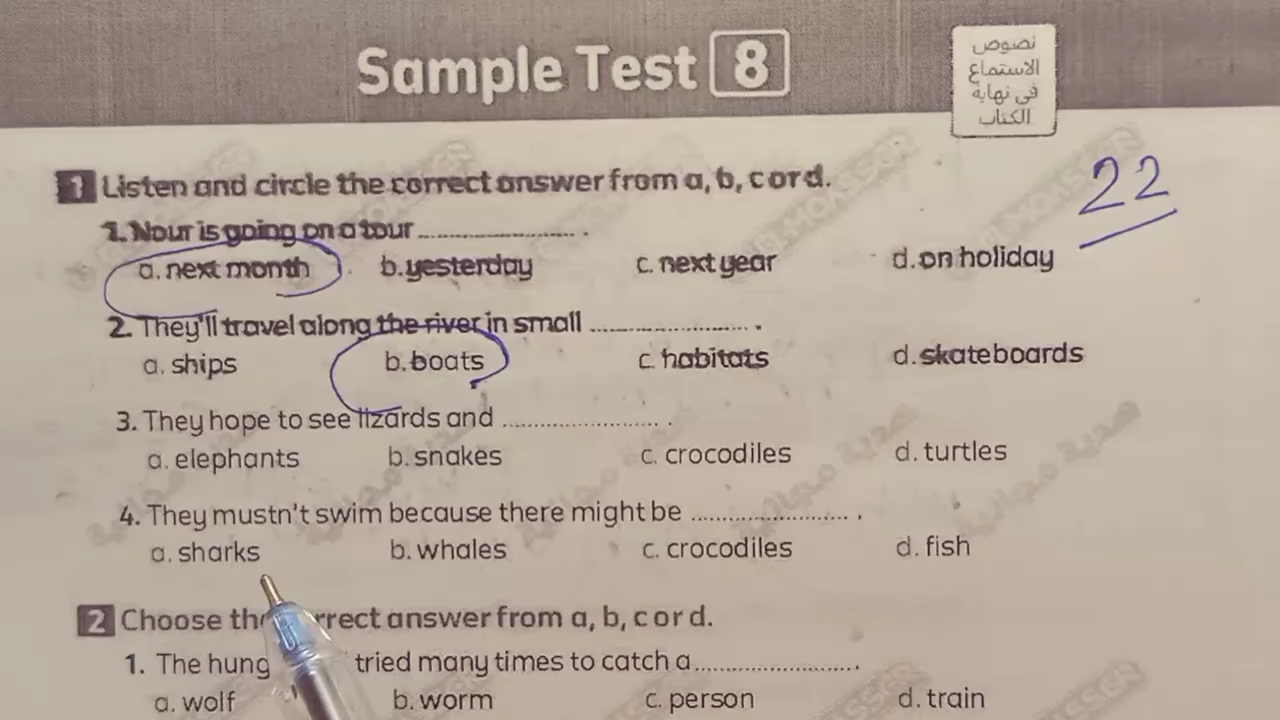 Sample Test 8
نصوص
الاستماع
فى نهاية
الكتاب
1 Listen and circle the correct answer from a, b, c or d.
22
1. Nour is going on a tour ............................ .
a. next month b. yesterday c. next year d. on holiday
2. They'll travel along the river in small ............................ .
a. ships b. boats c. habitats d. skateboards
3. They hope to see lizards and ............................ .
a. elephants b. snakes c. crocodiles d. turtles
4. They mustn't swim because there might be ............................ .
a. sharks b. whales c. crocodiles d. fish
2 Choose the correct answer from a, b, c or d.
1. The hung tried many times to catch a ............................ .
a. wolf b. worm c. person d. train